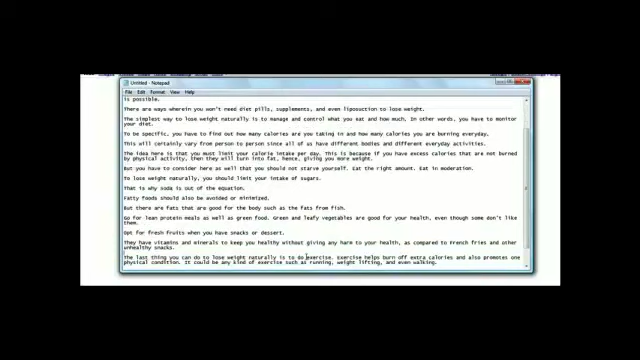 Untitled - Notepad
File Edit Format View Help
is possible.
There are ways wherein you won't need diet pills, supplements, and even liposuction to lose weight.
The simplest way to lose weight naturally is to manage and control what you eat and how much. In other words, you have to monitor
your diet.
To be specific, you have to find out how many calories are you taking in and how many calories you are burning everyday.
This will certainly vary from person to person since all of us have different bodies and different everyday activities.
The idea here is that you must limit your calorie intake per day. This is because if you have excess calories that are not burned
by physical activity, then they will turn into fat, hence, giving you more weight.
But you have to consider here as well that you should not starve yourself. Eat the right amount. Eat in moderation.
To lose weight naturally, you should limit your intake of sugars.
That is why soda is out of the equation.
Fatty foods should also be avoided or minimized.
But there are fats that are good for the body such as the fats from fish.
Go for lean protein meals as well as green food. Green and leafy vegetables are good for your health, even though some don't like
them.
Opt for fresh fruits when you have snacks or dessert.
They have vitamins and minerals to keep you healthy without giving any harm to your health, as compared to French fries and other
unhealthy snacks.
The last thing you can do to lose weight naturally is to do exercise. Exercise helps burn off extra calories and also promotes one
physical condition. It could be any kind of exercise such as running, weight lifting, and even walking.